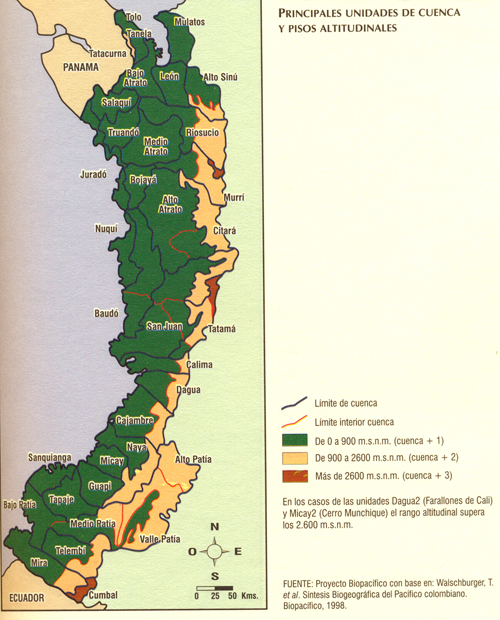 PRINCIPALES UNIDADES DE CUENCA
Y PISOS ALTITUDINALES
Tolo
Mulatos
Tanela
Tatacurna
PANAMA
Bajo
Atrato
León
Alto Sinú
Salaquí
Truandó
Riosucio
Medio
Atrato
Juradó
Bojayá
Murrí
Alto
Atrato
Nuquí
Citará
Baudó
San Juan
Tatamá
Calima
Dagua
Cajambre
Naya
Sanquianga
Micay
Alto Patía
Guapi
Bajo Patía
Tapaje
Medio Patía
Valle Patía
Telembí
Mira
ECUADOR
Cumbal
N
O E
S
0 25 50 Kms.
Límite de cuenca
Límite interior cuenca
De 0 a 900 m.s.n.m. (cuenca + 1)
De 900 a 2600 m.s.n.m. (cuenca + 2)
Más de 2600 m.s.n.m. (cuenca + 3)
En los casos de las unidades Dagua2 (Farallones de Cali)
y Micay2 (Cerro Munchique) el rango altitudinal supera
los 2.600 m.s.n.m.
FUENTE: Proyecto Biopacífico con base en: Walschburger, T.
et al. Sintesis Biogeográfica del Pacífico colombiano.
Biopacífico, 1998.